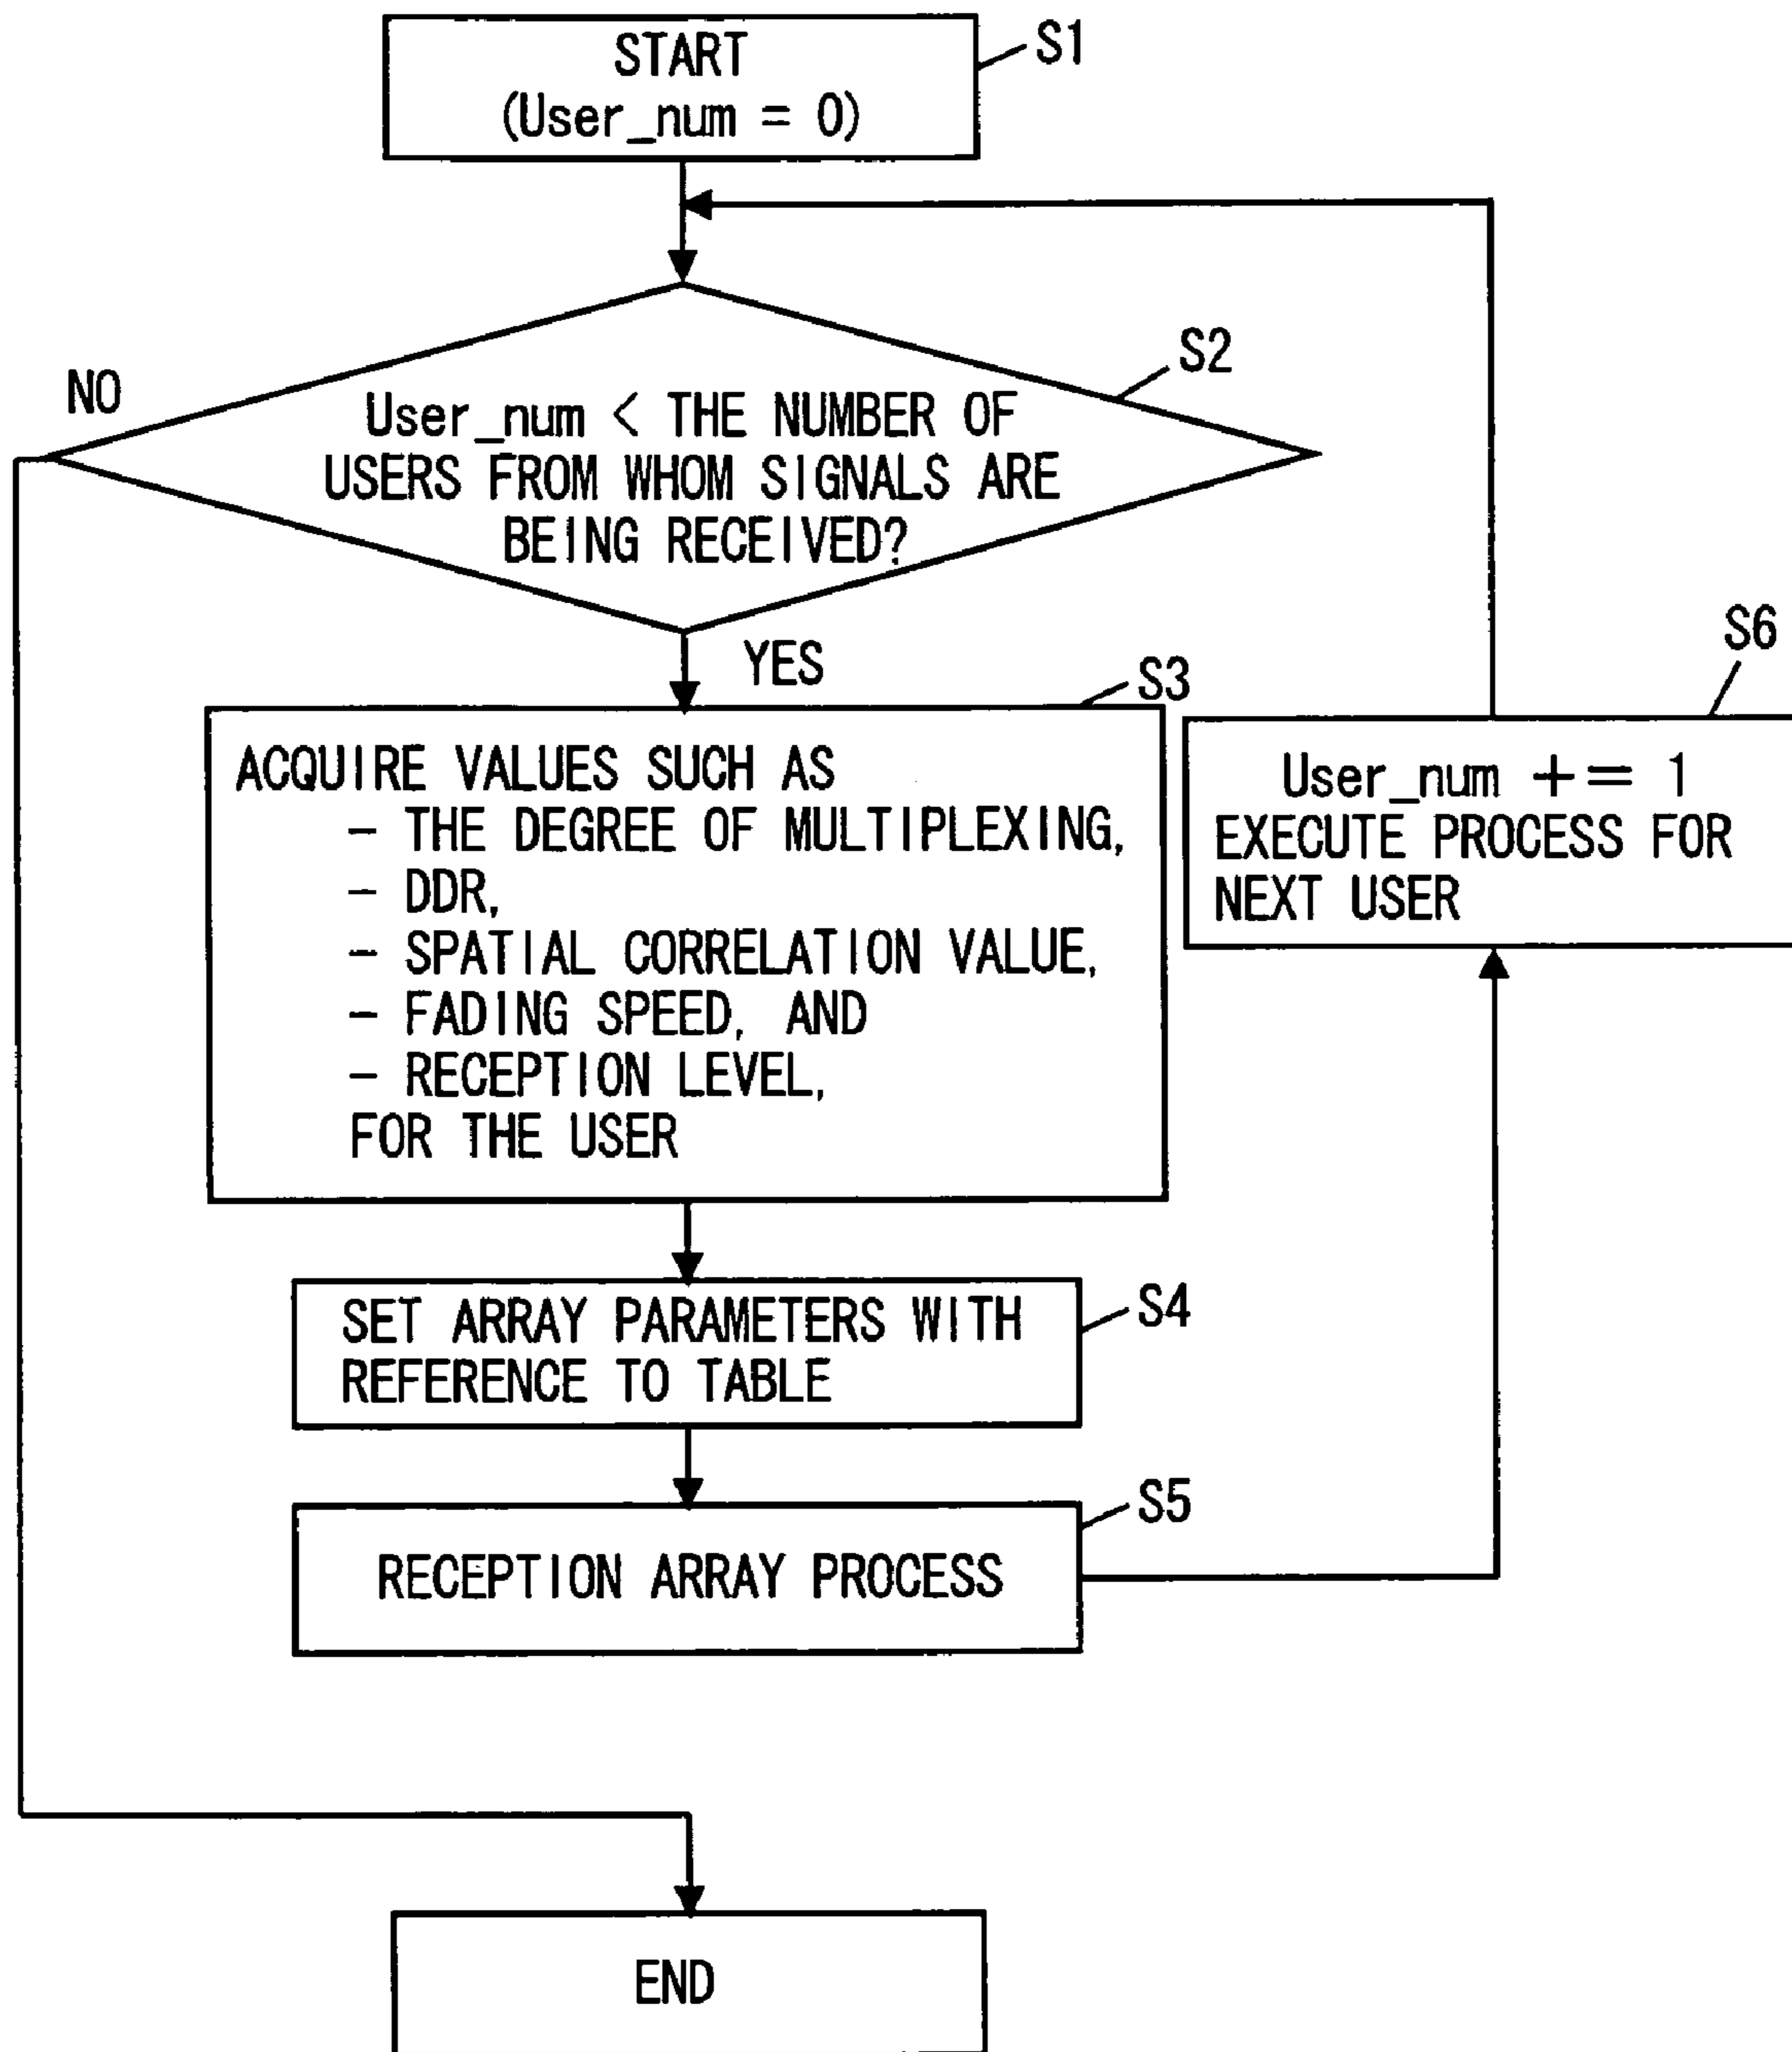 START
(User_num = 0)
S1
S2
NO
User_num < THE NUMBER OF
USERS FROM WHOM SIGNALS ARE
BEING RECEIVED?
YES
S3
ACQUIRE VALUES SUCH AS
- THE DEGREE OF MULTIPLEXING,
- DDR,
- SPATIAL CORRELATION VALUE,
- FADING SPEED, AND
- RECEPTION LEVEL,
FOR THE USER
S6
User_num += 1
EXECUTE PROCESS FOR
NEXT USER
S4
SET ARRAY PARAMETERS WITH
REFERENCE TO TABLE
S5
RECEPTION ARRAY PROCESS
END